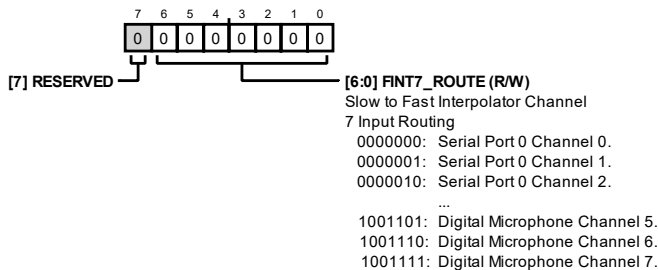 7 6 5 4 3 2 1 0
0 0 0 0 0 0 0 0
[7] RESERVED
[6:0] FINT7_ROUTE (R/W)
Slow to Fast Interpolator Channel
7 Input Routing
0000000: Serial Port 0 Channel 0.
0000001: Serial Port 0 Channel 1.
0000010: Serial Port 0 Channel 2.
...
1001101: Digital Microphone Channel 5.
1001110: Digital Microphone Channel 6.
1001111: Digital Microphone Channel 7.